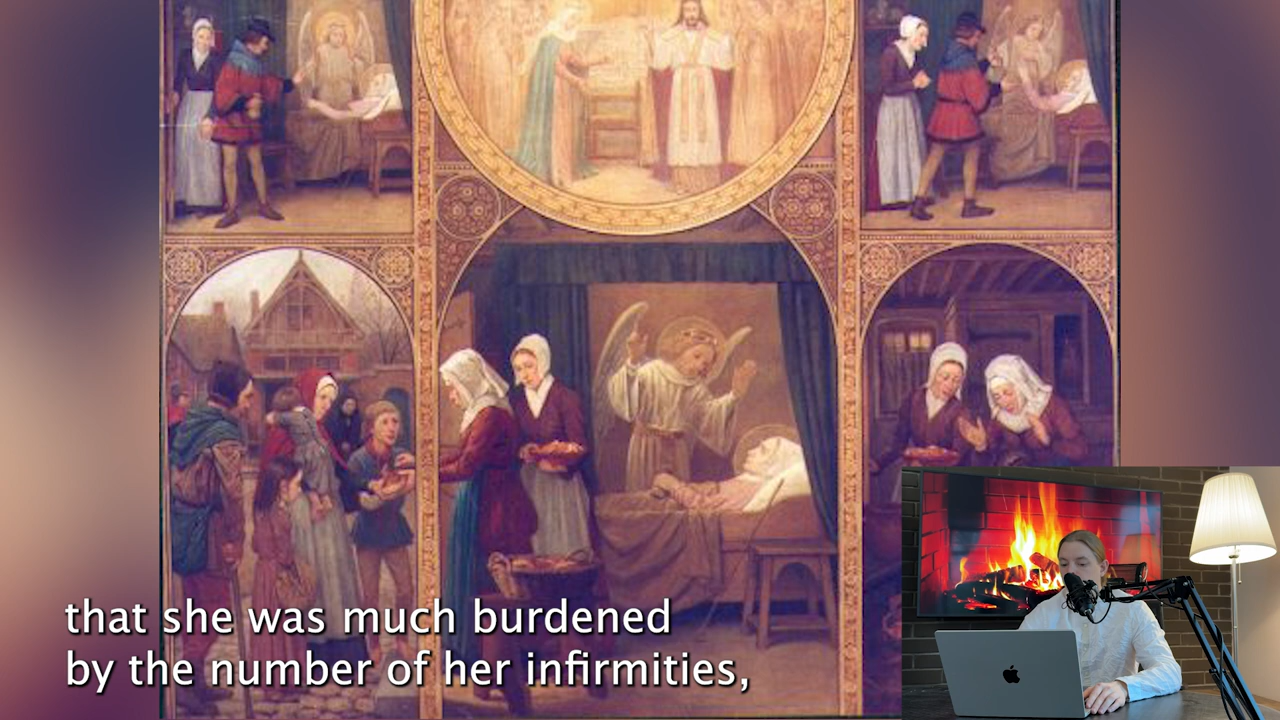 that she was much burdened
by the number of her infirmities,